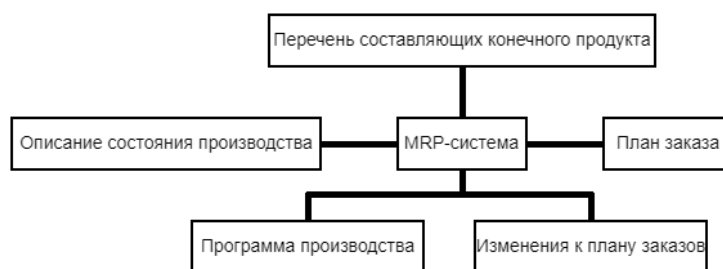 Перечень составляющих конечного продукта
Описание состояния производства
MRP-система
План заказа
Программа производства
Изменения к плану заказов